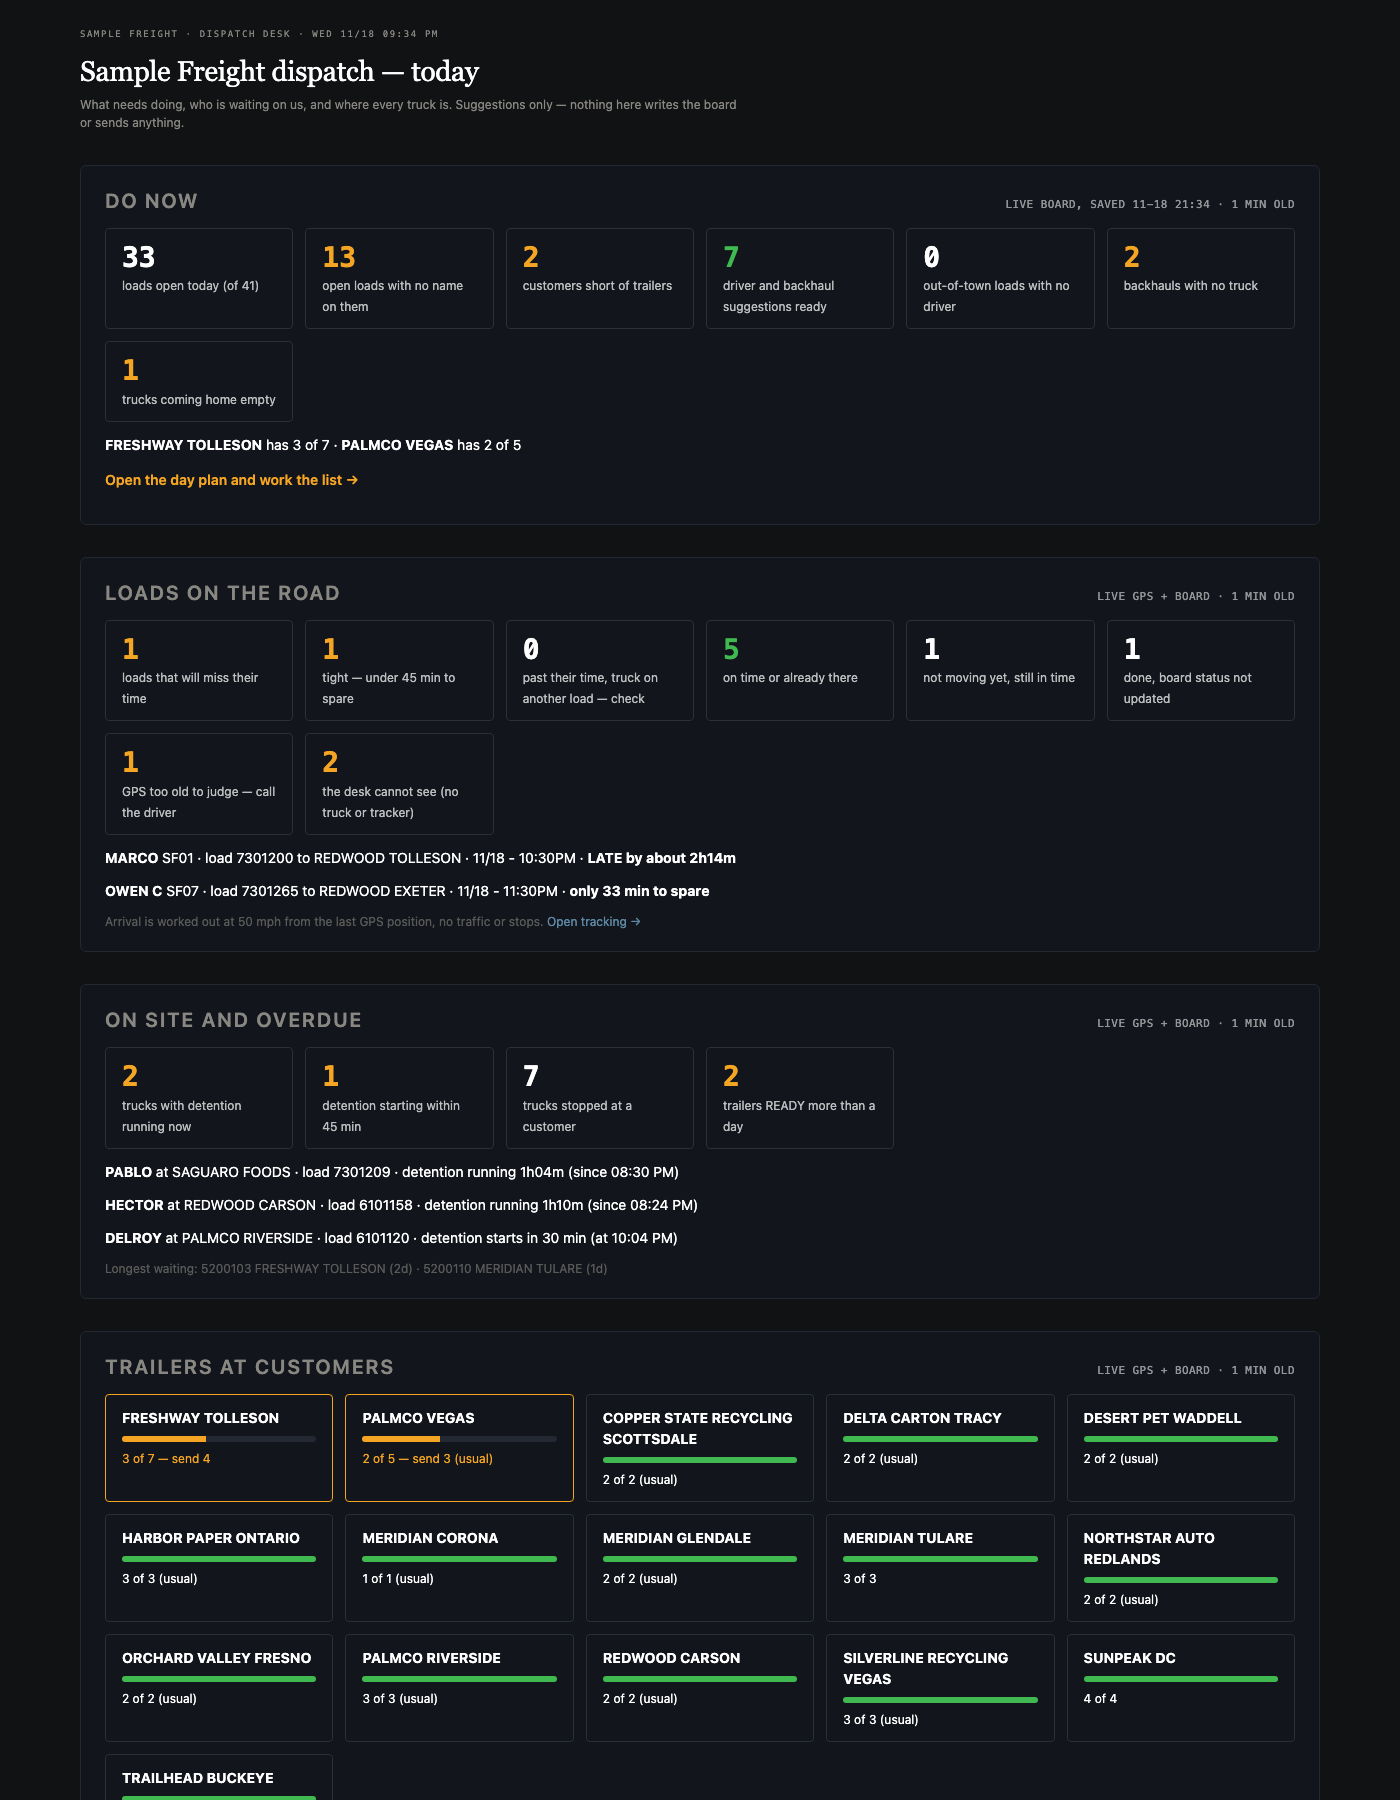 SAMPLE FREIGHT · DISPATCH DESK · WED 11/18 09:34 PM
Sample Freight dispatch — today
What needs doing, who is waiting on us, and where every truck is. Suggestions only — nothing here writes the board
or sends anything.
DO NOW
LIVE BOARD, SAVED 11-18 21:34 · 1 MIN OLD
33
loads open today (of 41)
13
open loads with no name
on them
2
customers short of trailers
7
driver and backhaul
suggestions ready
0
out-of-town loads with no
driver
2
backhauls with no truck
1
trucks coming home empty
FRESHWAY TOLLESON has 3 of 7 · PALMCO VEGAS has 2 of 5
Open the day plan and work the list →
LOADS ON THE ROAD
LIVE GPS + BOARD · 1 MIN OLD
1
loads that will miss their
time
1
tight — under 45 min to
spare
0
past their time, truck on
another load — check
5
on time or already there
1
not moving yet, still in time
1
done, board status not
updated
1
GPS too old to judge — call
the driver
2
the desk cannot see (no
truck or tracker)
MARCO SF01 · load 7301200 to REDWOOD TOLLESON · 11/18 - 10:30PM · LATE by about 2h14m
OWEN C SF07 · load 7301265 to REDWOOD EXETER · 11/18 - 11:30PM · only 33 min to spare
Arrival is worked out at 50 mph from the last GPS position, no traffic or stops. Open tracking →
ON SITE AND OVERDUE
LIVE GPS + BOARD · 1 MIN OLD
2
trucks with detention
running now
1
detention starting within
45 min
7
trucks stopped at a
customer
2
trailers READY more than a
day
PABLO at SAGUARO FOODS · load 7301209 · detention running 1h04m (since 08:30 PM)
HECTOR at REDWOOD CARSON · load 6101158 · detention running 1h10m (since 08:24 PM)
DELROY at PALMCO RIVERSIDE · load 6101120 · detention starts in 30 min (at 10:04 PM)
Longest waiting: 5200103 FRESHWAY TOLLESON (2d) · 5200110 MERIDIAN TULARE (1d)
TRAILERS AT CUSTOMERS
LIVE GPS + BOARD · 1 MIN OLD
FRESHWAY TOLLESON
3 of 7 — send 4
PALMCO VEGAS
2 of 5 — send 3 (usual)
COPPER STATE RECYCLING
SCOTTSDALE
2 of 2 (usual)
DELTA CARTON TRACY
2 of 2 (usual)
DESERT PET WADDELL
2 of 2 (usual)
HARBOR PAPER ONTARIO
3 of 3 (usual)
MERIDIAN CORONA
1 of 1 (usual)
MERIDIAN GLENDALE
2 of 2 (usual)
MERIDIAN TULARE
3 of 3
NORTHSTAR AUTO
REDLANDS
2 of 2 (usual)
ORCHARD VALLEY FRESNO
2 of 2 (usual)
PALMCO RIVERSIDE
3 of 3 (usual)
REDWOOD CARSON
2 of 2 (usual)
SILVERLINE RECYCLING
VEGAS
3 of 3 (usual)
SUNPEAK DC
4 of 4
TRAILHEAD BUCKEYE